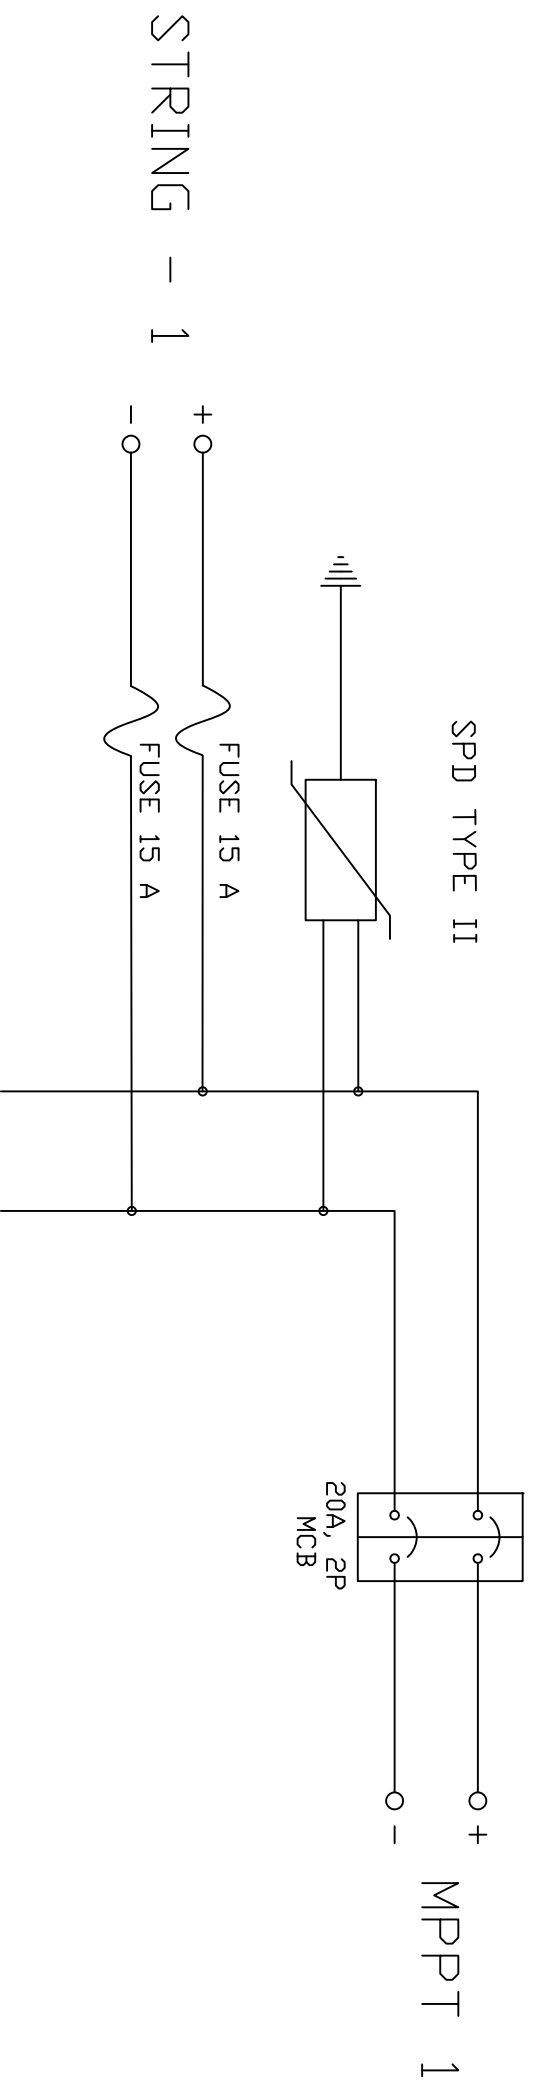 SPD TYPE II
+
MPPT 1
-
20A, 2P
MCB
FUSE 15 A
+
STRING - 1
-
FUSE 15 A